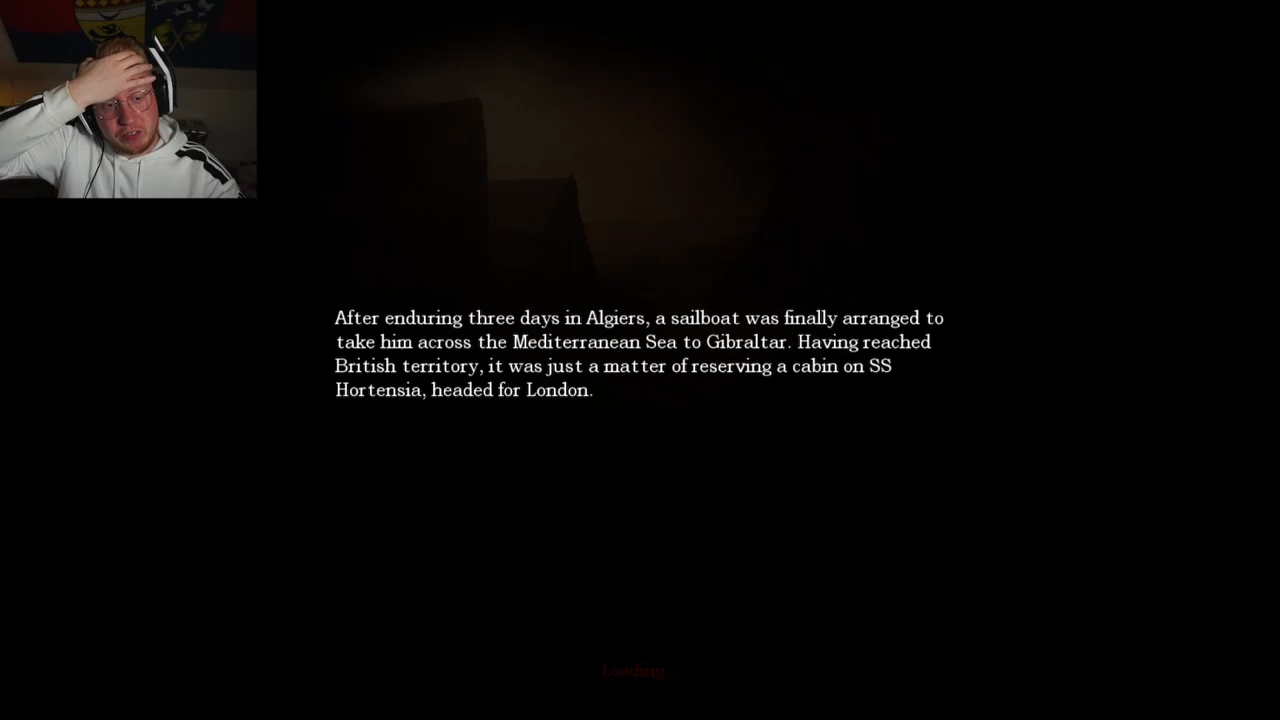 After enduring three days in Algiers, a sailboat was finally arranged to
take him across the Mediterranean Sea to Gibraltar. Having reached
British territory, it was just a matter of reserving a cabin on SS
Hortensia, headed for London.
Loading...